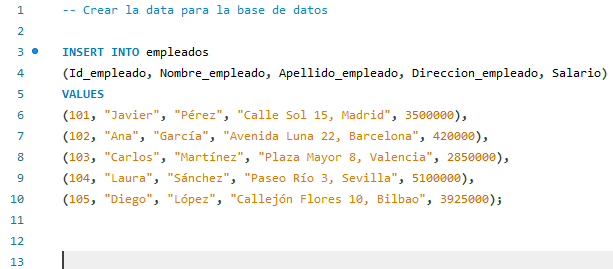 1 -- Crear la data para la base de datos
2
3 INSERT INTO empleados
4 (Id_empleado, Nombre_empleado, Apellido_empleado, Direccion_empleado, Salario)
5 VALUES
6 (101, "Javier", "Pérez", "Calle Sol 15, Madrid", 3500000),
7 (102, "Ana", "García", "Avenida Luna 22, Barcelona", 420000),
8 (103, "Carlos", "Martínez", "Plaza Mayor 8, Valencia", 2850000),
9 (104, "Laura", "Sánchez", "Paseo Río 3, Sevilla", 5100000),
10 (105, "Diego", "López", "Callejón Flores 10, Bilbao", 3925000);
11
12
13